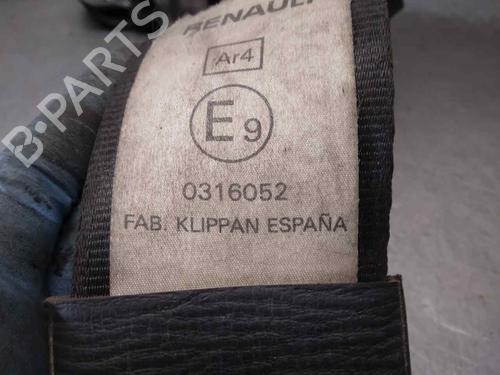 RENAULT
Ar4
E9
0316052
FAB. KLIPPAN ESPAÑA
B-PARTS